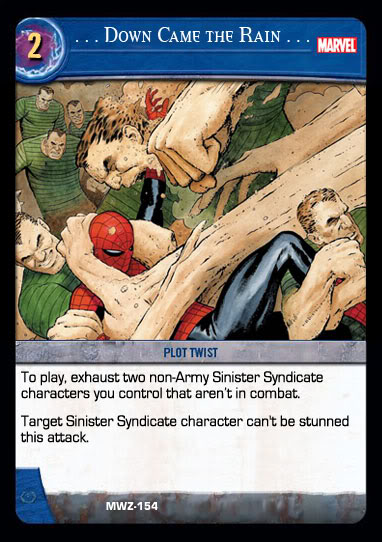 2
. . . DOWN CAME THE RAIN . . .
MARVEL
PLOT TWIST
To play, exhaust two non-Army Sinister Syndicate
characters you control that aren't in combat.
Target Sinister Syndicate character can't be stunned
this attack.
MWZ-154